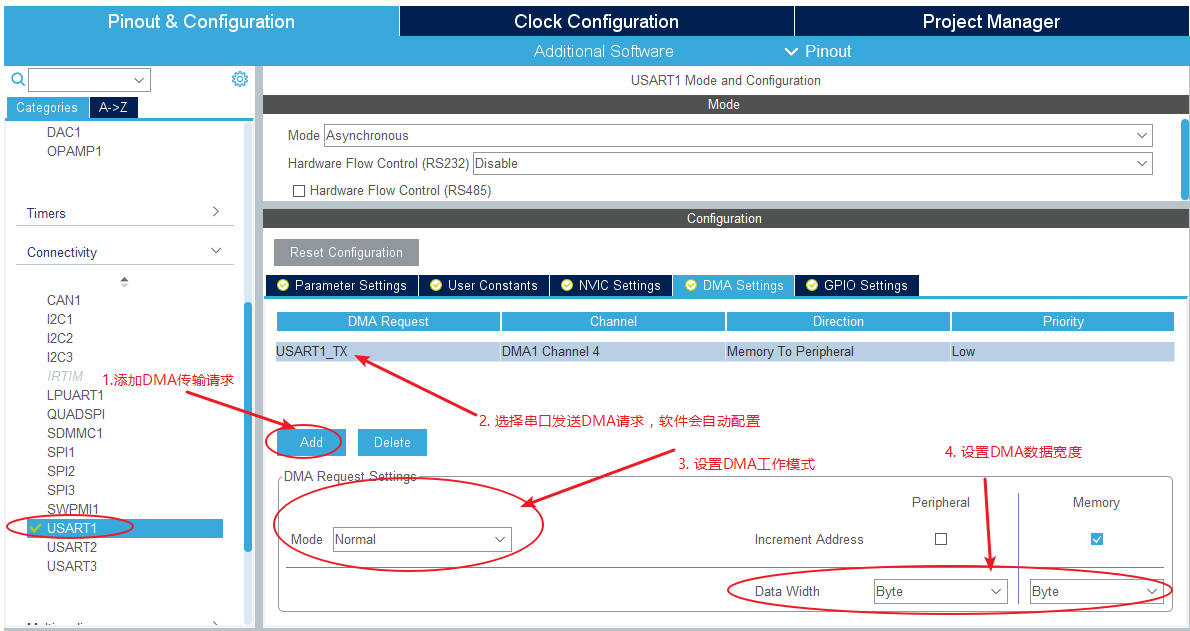 Pinout & Configuration
Clock Configuration
Project Manager
Additional Software
Pinout
Categories
A->Z
DAC1
OPAMP1
Timers
Connectivity
CAN1
I2C1
I2C2
I2C3
IRTIM
LPUART1
QUADSPI
SDMMC1
SPI1
SPI2
SPI3
SWPMI1
USART1
USART2
USART3
USART1 Mode and Configuration
Mode
Mode Asynchronous
Hardware Flow Control (RS232) Disable
Hardware Flow Control (RS485)
Configuration
Reset Configuration
Parameter Settings
User Constants
NVIC Settings
DMA Settings
GPIO Settings
DMA Request Channel Direction Priority
USART1_TX DMA1 Channel 4 Memory To Peripheral Low
1.添加DMA传输请求
2. 选择串口发送DMA请求，软件会自动配置
Add
Delete
3. 设置DMA工作模式
4. 设置DMA数据宽度
DMA Request Settings
Peripheral Memory
Mode Normal
Increment Address
Data Width Byte Byte